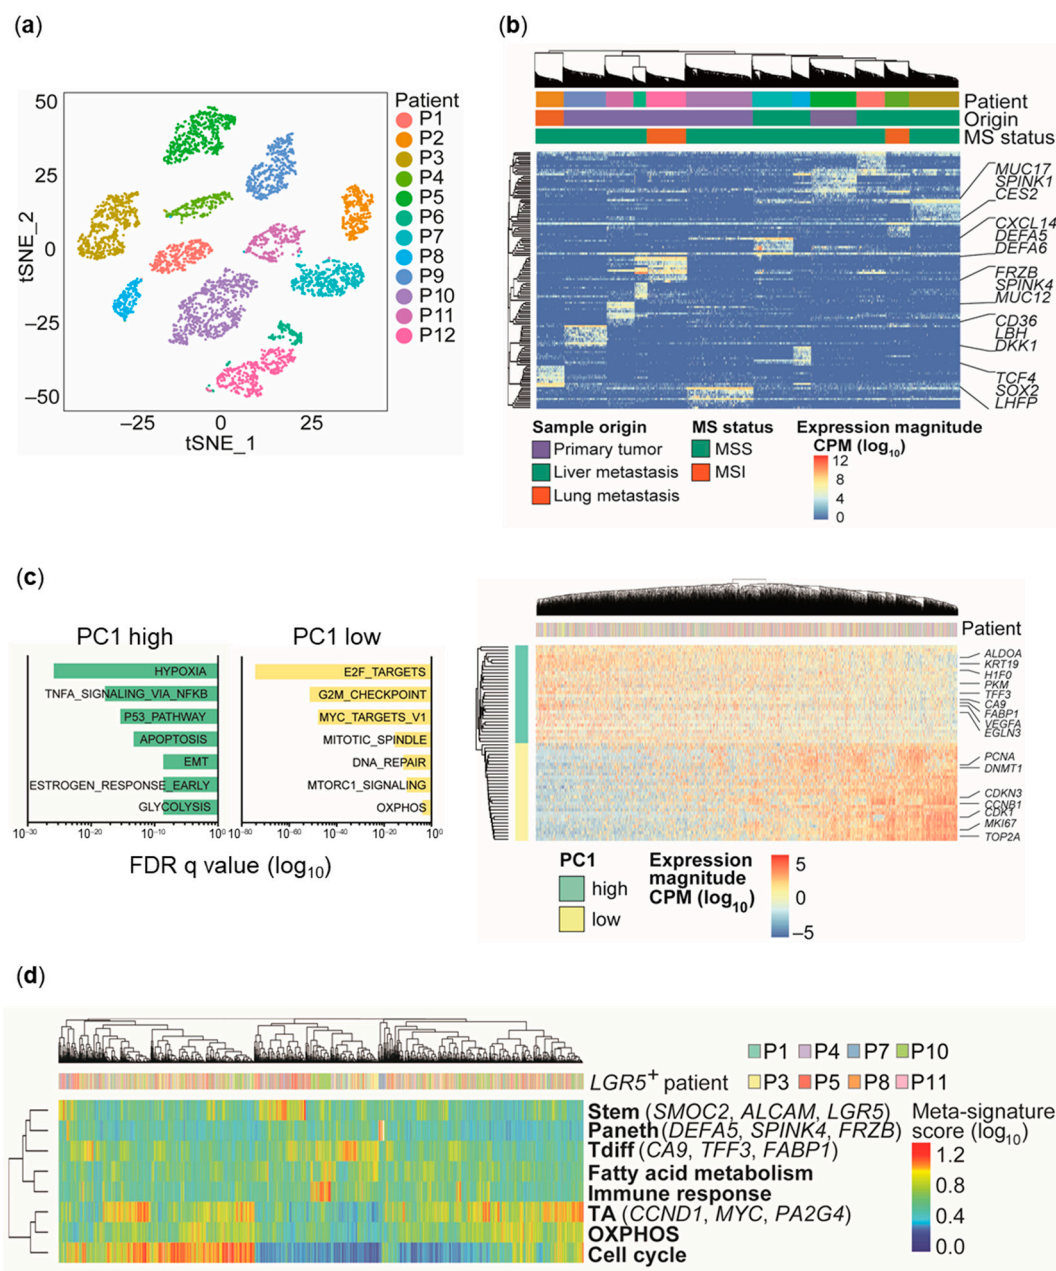 (a)
50
25
0
−25
−50
tSNE_2
−25
0
25
tSNE_1
Patient
P1
P2
P3
P4
P5
P6
P7
P8
P9
P10
P11
P12
(b)
Patient
Origin
MS status
MUC17
SPINK1
CES2
CXCL14
DEFA5
DEFA6
FRZB
SPINK4
MUC12
CD36
LBH
DKK1
TCF4
SOX2
LHFP
Sample origin
Primary tumor
Liver metastasis
Lung metastasis
MS status
MSS
MSI
Expression magnitude
CPM (log10)
12
8
4
0
(c)
PC1 high
HYPOXIA
TNFA_SIGNALING_VIA_NFKB
P53_PATHWAY
APOPTOSIS
EMT
ESTROGEN_RESPONSE_EARLY
GLYCOLYSIS
10−30
10−20
10−10
100
PC1 low
E2F_TARGETS
G2M_CHECKPOINT
MYC_TARGETS_V1
MITOTIC_SPINDLE
DNA_REPAIR
MTORC1_SIGNALING
OXPHOS
10−80
10−60
10−40
10−20
100
FDR q value (log10)
Patient
ALDOA
KRT19
H1F0
PKM
TFF3
CA9
FABP1
VEGFA
EGLN3
PCNA
DNMT1
CDKN3
CCNB1
CDK1
MKI67
TOP2A
PC1
high
low
Expression
magnitude
CPM (log10)
5
0
−5
(d)
P1 P4 P7 P10
P3 P5 P8 P11
LGR5+ patient
Stem (SMOC2, ALCAM, LGR5)
Paneth(DEFA5, SPINK4, FRZB)
Tdiff (CA9, TFF3, FABP1)
Fatty acid metabolism
Immune response
TA (CCND1, MYC, PA2G4)
OXPHOS
Cell cycle
Meta-signature
score (log10)
1.2
0.8
0.4
0.0